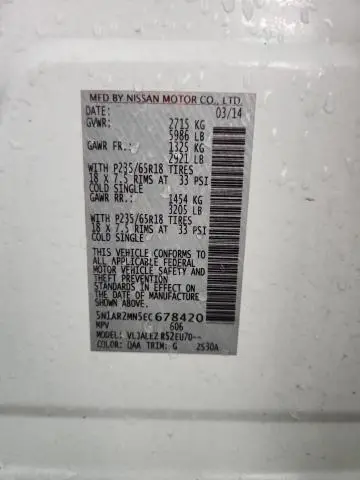 MFD BY NISSAN MOTOR CO., LTD.
DATE: 03/14
GVWR: 2715 KG
5986 LB
GAWR FR.: 1325 KG
2921 LB
WITH P235/65R18 TIRES
18 X 7.5 RIMS AT 33 PSI
COLD SINGLE
GAWR RR.: 1454 KG
3205 LB
WITH P235/65R18 TIRES
18 X 7.5 RIMS AT 33 PSI
COLD SINGLE
THIS VEHICLE CONFORMS TO ALL
APPLICABLE FEDERAL
MOTOR VEHICLE SAFETY AND
THEFT PREVENTION
STANDARDS IN EFFECT ON THE
DATE OF MANUFACTURE
SHOWN ABOVE.
5N1AR2MN5EC678420
MPV 606
MODEL: VLJALEZ R52EU70--
COLOR: QAA TRIM: G 2530A